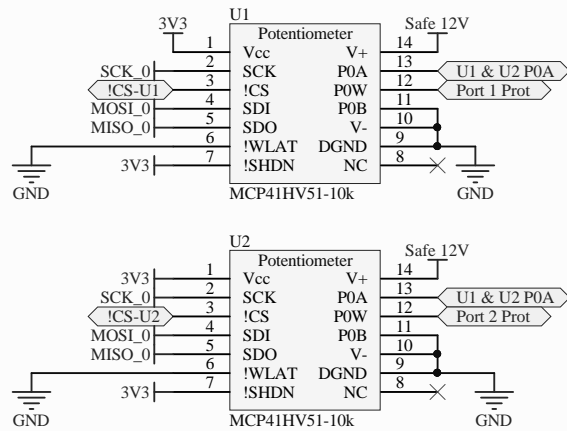 U1
3V3
Potentiometer
Safe 12V
1 Vcc V+ 14
SCK_0 2 SCK P0A 13 U1 & U2 P0A
!CS-U1 3 !CS P0W 12 Port 1 Prot
MOSI_0 4 SDI P0B 11
MISO_0 5 SDO V- 10
6 !WLAT DGND 9
3V3 7 !SHDN NC 8
GND
GND
MCP41HV51-10k
U2
Potentiometer
Safe 12V
3V3 1 Vcc V+ 14
SCK_0 2 SCK P0A 13 U1 & U2 P0A
!CS-U2 3 !CS P0W 12 Port 2 Prot
MOSI_0 4 SDI P0B 11
MISO_0 5 SDO V- 10
6 !WLAT DGND 9
3V3 7 !SHDN NC 8
GND
GND
MCP41HV51-10k